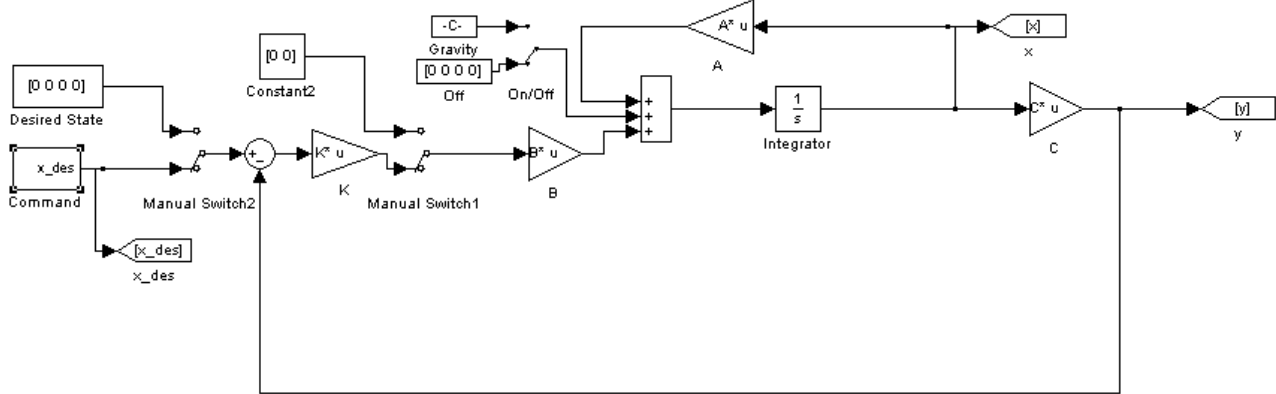 -C-
Gravity
A* u
A
[x]
x
[0 0]
Constant2
[0 0 0 0]
Off
On/Off
[0 0 0 0]
Desired State
+
+
+
1
s
Integrator
C* u
C
[y]
y
x_des
Command
Manual Switch2
+
-
K* u
K
Manual Switch1
B* u
B
[x_des]
x_des